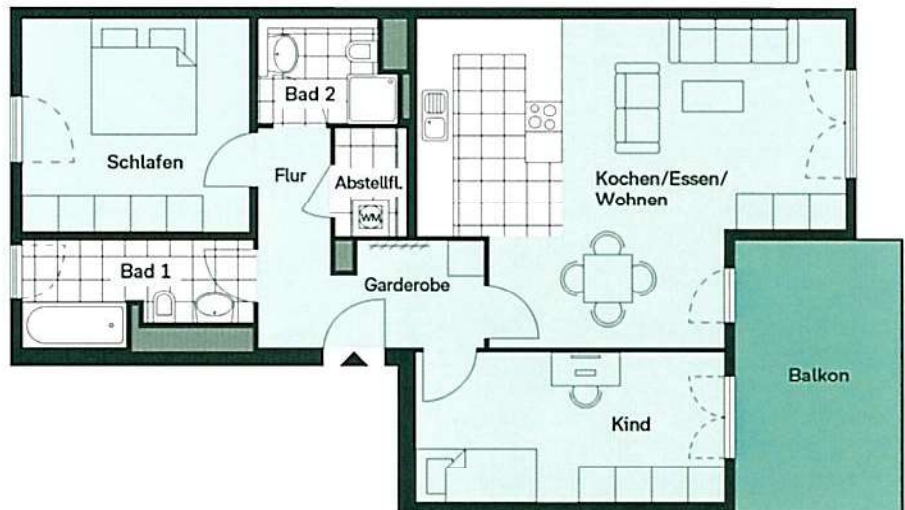 Bad 2
Schlafen
Flur
Abstellfl.
WM
Kochen/Essen/
Wohnen
Bad 1
Garderobe
Balkon
Kind